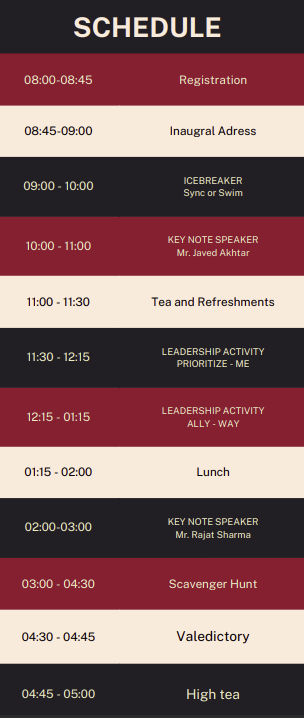 SCHEDULE
08:00-08:45 Registration
08:45-09:00 Inaugral Adress
09:00 - 10:00 ICEBREAKER
Sync or Swim
10:00 - 11:00 KEY NOTE SPEAKER
Mr. Javed Akhtar
11:00 - 11:30 Tea and Refreshments
11:30 - 12:15 LEADERSHIP ACTIVITY
PRIORITIZE - ME
12:15 - 01:15 LEADERSHIP ACTIVITY
ALLY - WAY
01:15 - 02:00 Lunch
02:00-03:00 KEY NOTE SPEAKER
Mr. Rajat Sharma
03:00 - 04:30 Scavenger Hunt
04:30 - 04:45 Valedictory
04:45 - 05:00 High tea